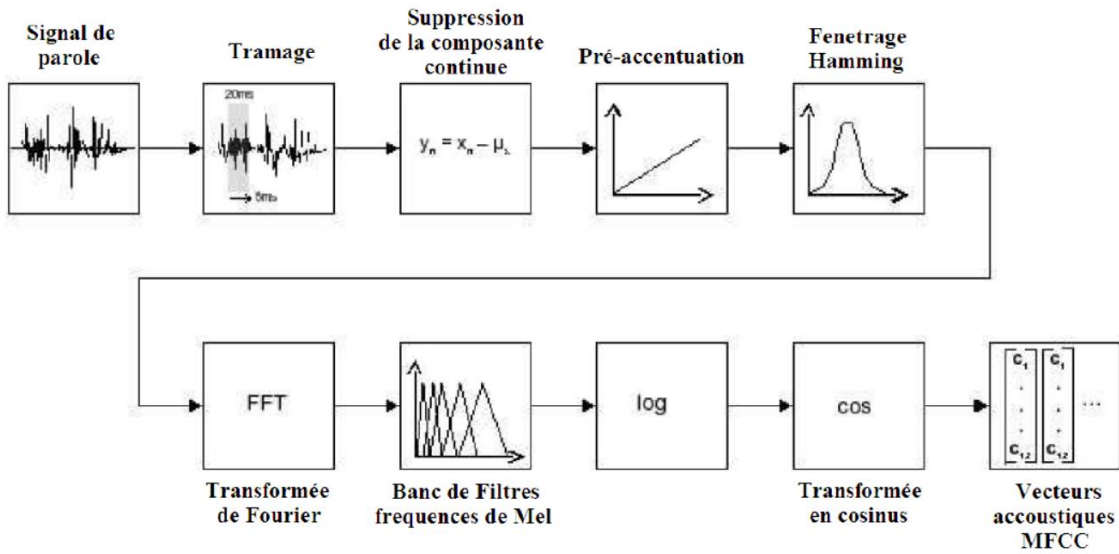 Signal de
parole
Tramage
Suppression
de la composante
continue
Pré-accentuation
Fenetrage
Hamming
20ms
5ms
yₙ = xₙ – μₓ
FFT
log
cos
C₁ C₁
. .
. . ...
. .
C₁₂ C₁₂
Transformée
de Fourier
Banc de Filtres
frequences de Mel
Transformée
en cosinus
Vecteurs
accoustiques
MFCC